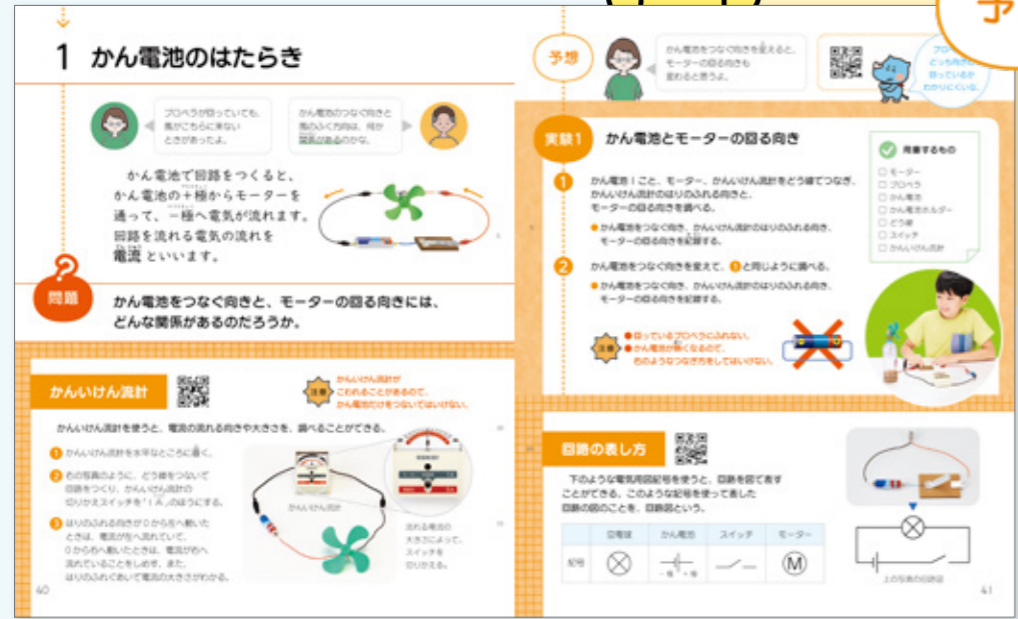 予
1 かん電池のはたらき
プロペラが回っていても、
風がこちらに来ない
ときがあったよ。
かん電池のつなぐ向きと
風のふく方向は、何か
関係があるのかな。
かん電池で回路をつくると、
かん電池の+極からモーターを
通って、-極へ電気が流れます。
回路を流れる電気の流れを
電流といいます。
問題
かん電池をつなぐ向きと、モーターの回る向きには、
どんな関係があるのだろうか。
かんいけん流計
注意
かんいけん流計が
こわれることがあるので、
かん電池だけをつないではいけない。
かんいけん流計を使うと、電流の流れる向きや大きさを、調べることができる。
1 かんいけん流計を水平なところに置く。
2 右の写真のように、どう線をつないで
回路をつくり、かんいけん流計の
切りかえスイッチを
のほうにする。
3 はりのふれる向きが0から左へ動いた
ときは、電流が左へ流れていて、
0から右へ動いたときは、電流が右へ
流れていることをしめす。また、
はりのふれぐあいで電流の大きさがわかる。
かんいけん流計
流れる電流の
大きさによって、
スイッチを
切りかえる。
40
予想
かん電池をつなぐ向きを変えると、
モーターの回る向きも
変わると思うよ。
プロペラが
どっち向きに
回っているか
わかりにくいな。
実験1
かん電池とモーターの回る向き
1 かん電池1こと、モーター、かんいけん流計をどう線でつなぎ、
かんいけん流計のはりのふれる向きと、
モーターの回る向きを調べる。
●かん電池をつなぐ向き、かんいけん流計のはりのふれる向き、
モーターの回る向きを記録する。
2 かん電池をつなぐ向きを変えて、1と同じように調べる。
●かん電池をつなぐ向き、かんいけん流計のはりのふれる向き、
モーターの回る向きを記録する。
注意
●回っているプロペラにふれない。
●かん電池が熱くなるので、
右のようなつなぎ方をしてはいけない。
用意するもの
□モーター
□プロペラ
□かん電池
□かん電池ホルダー
□どう線
□スイッチ
□かんいけん流計
回路の表し方
下のような電気用図記号を使うと、回路を図で表す
ことができる。このような記号を使って表した
回路の図のことを、回路図という。
豆電球 かん電池 スイッチ モーター
記号 -極 +極 M
上の写真の回路図
41